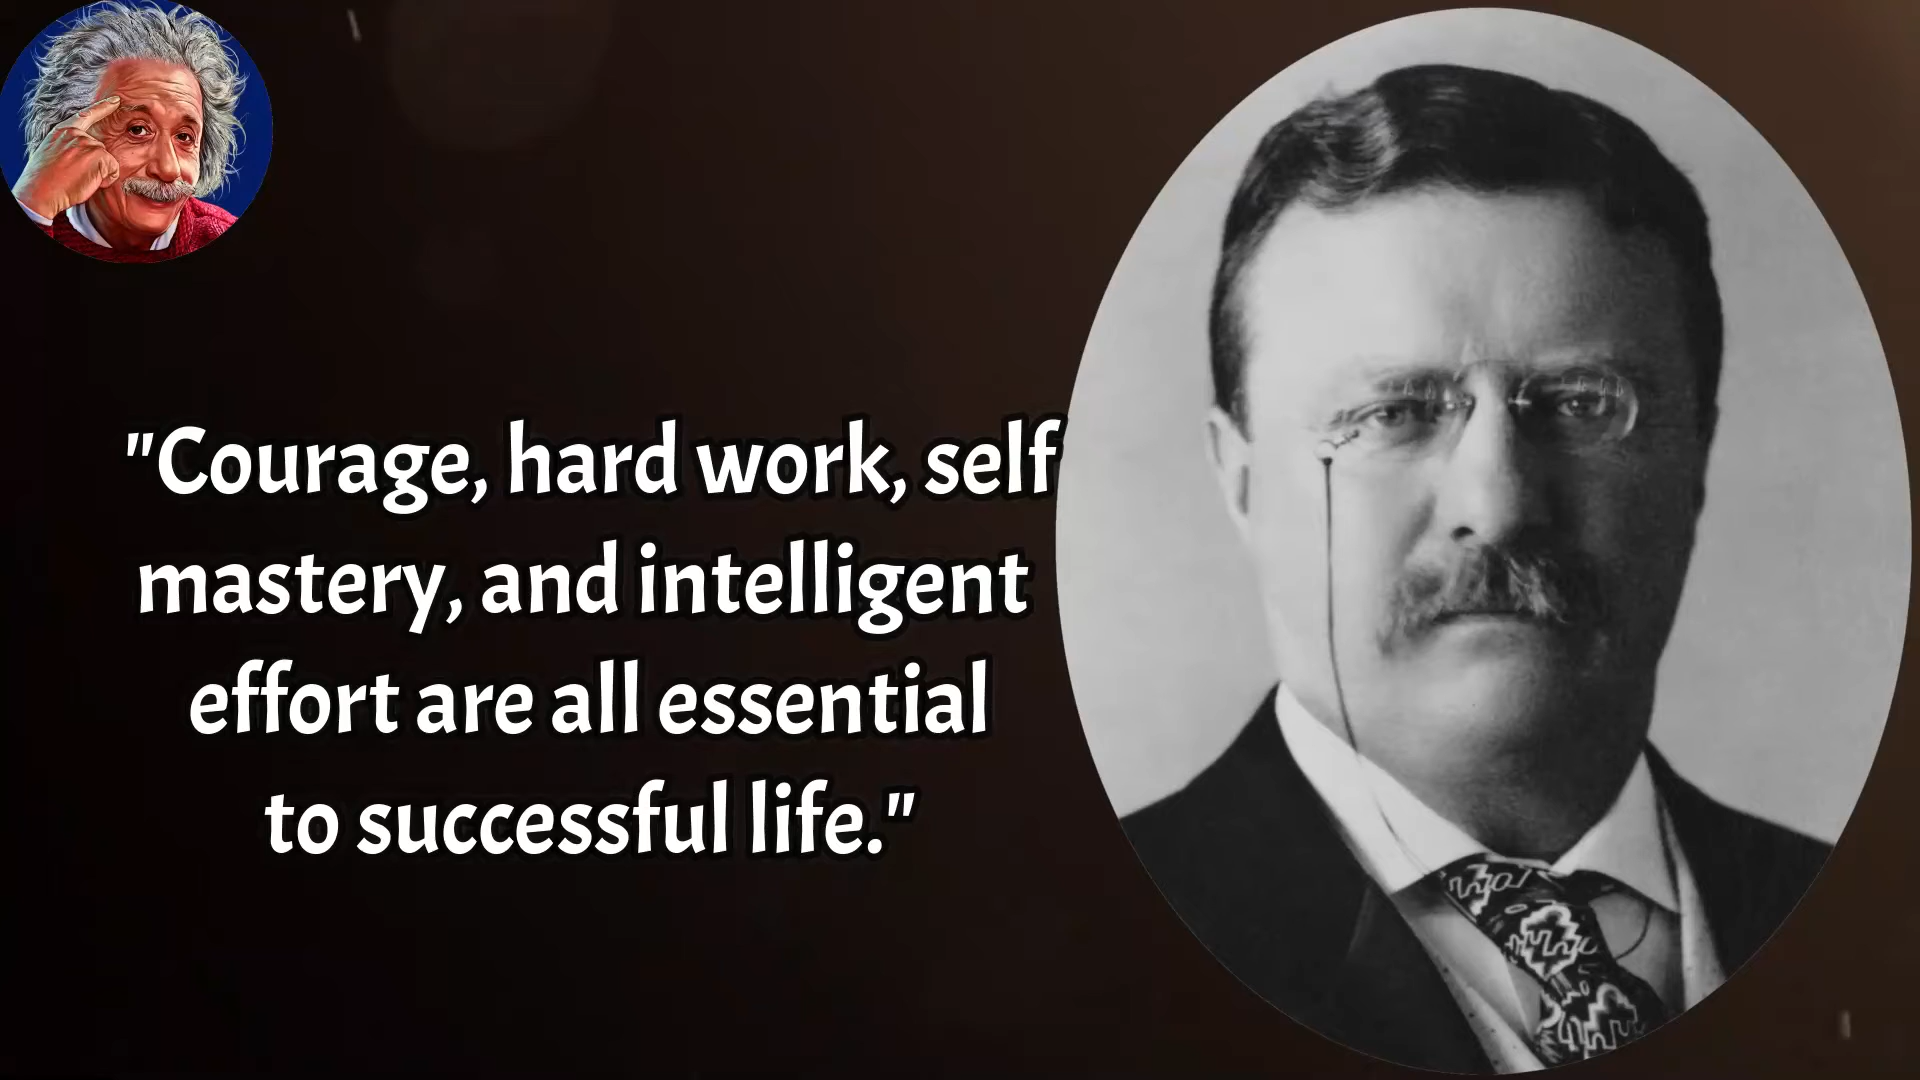 "Courage, hard work, self
mastery, and intelligent
effort are all essential
to successful life."